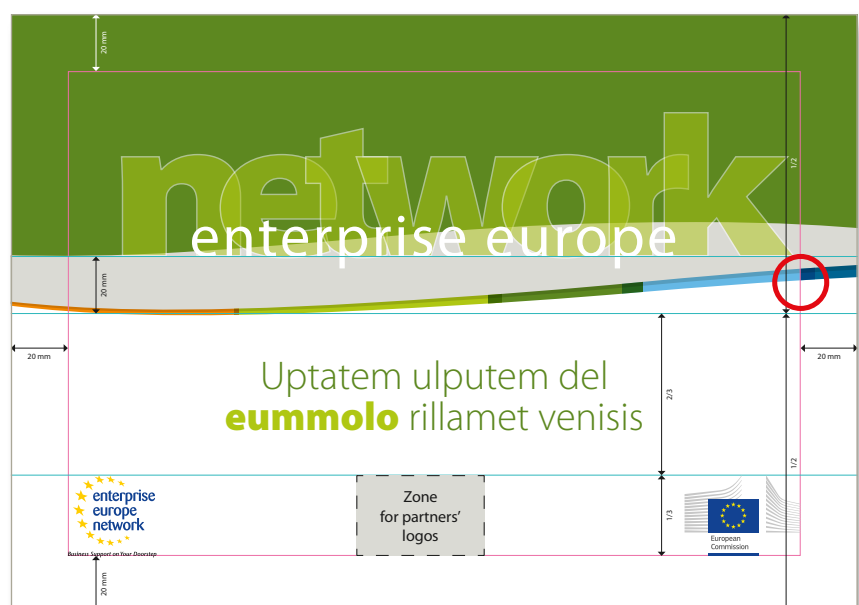 20 mm
1/2
network
enterprise europe
20 mm
20 mm
20 mm
Uptatem ulputem del
eummolo rillamet venisis
2/3
1/2
enterprise
europe
network
Business Support on Your Doorstep
Zone
for partners'
logos
1/3
European
Commission
20 mm